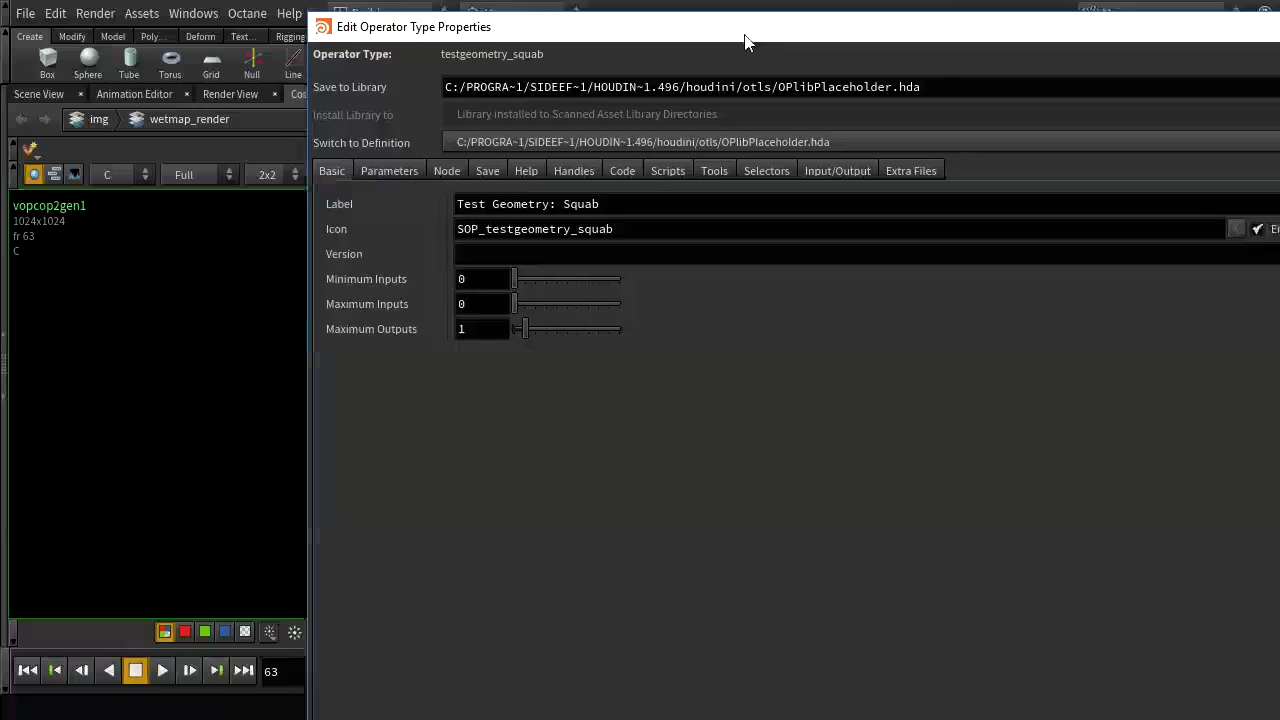 File Edit Render Assets Windows Octane Help
Create Modify Model Poly... Deform Text... Rigging
Box Sphere Tube Torus Grid Null Line
Scene View Animation Editor Render View
img wetmap_render
C Full 2x2
vopcop2gen1
1024x1024
fr 63
C
63
Edit Operator Type Properties
Operator Type: testgeometry_squab
Save to Library C:/PROGRA~1/SIDEEF~1/HOUDIN~1.496/houdini/otls/OPlibPlaceholder.hda
Install Library to Library installed to Scanned Asset Library Directories
Switch to Definition C:/PROGRA~1/SIDEEF~1/HOUDIN~1.496/houdini/otls/OPlibPlaceholder.hda
Basic Parameters Node Save Help Handles Code Scripts Tools Selectors Input/Output Extra Files
Label Test Geometry: Squab
Icon SOP_testgeometry_squab
Version
Minimum Inputs 0
Maximum Inputs 0
Maximum Outputs 1